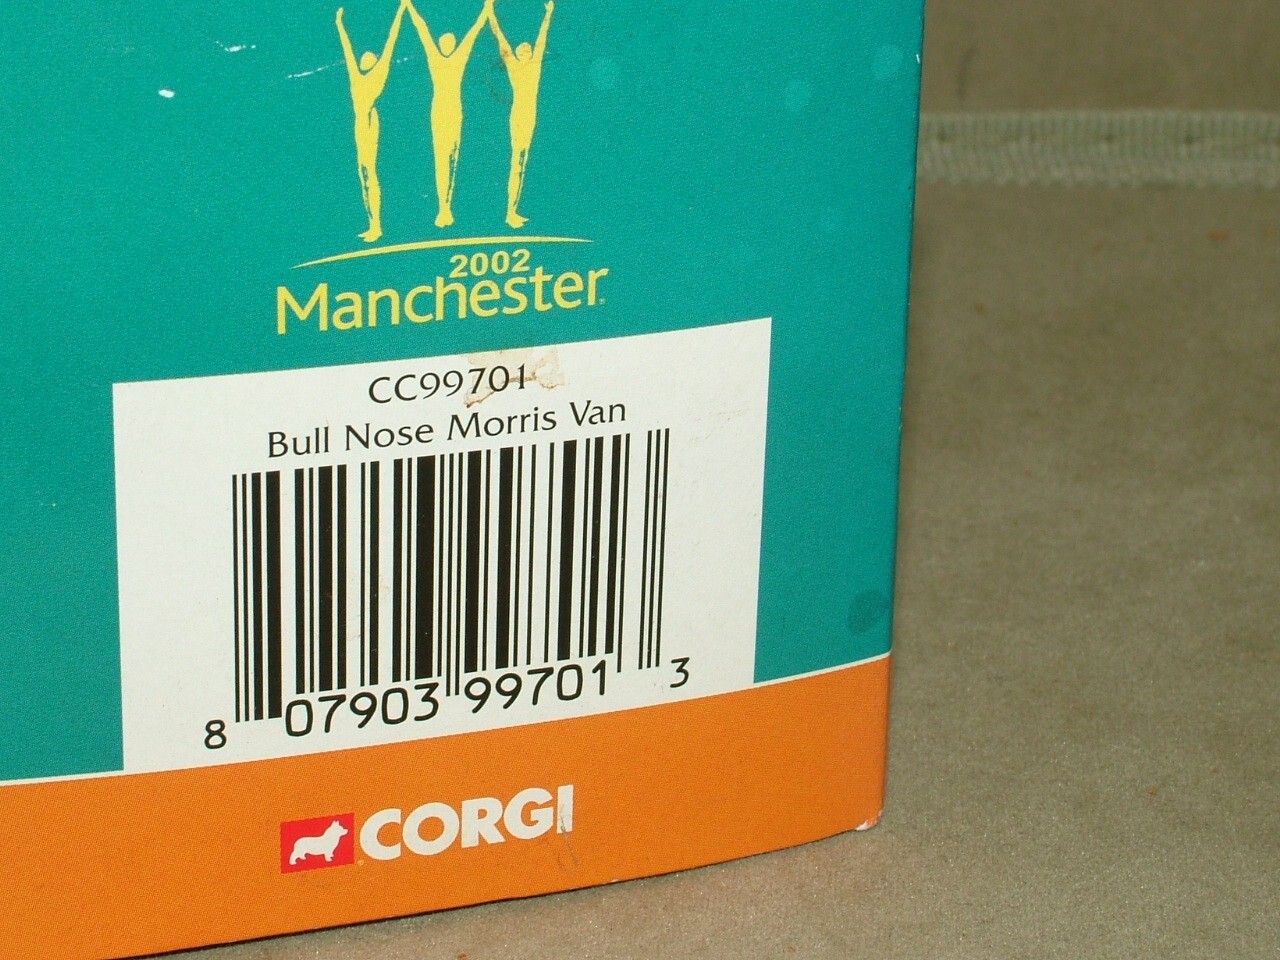 2002
Manchester
CC99701
Bull Nose Morris Van
8 07903 99701 3
CORGI